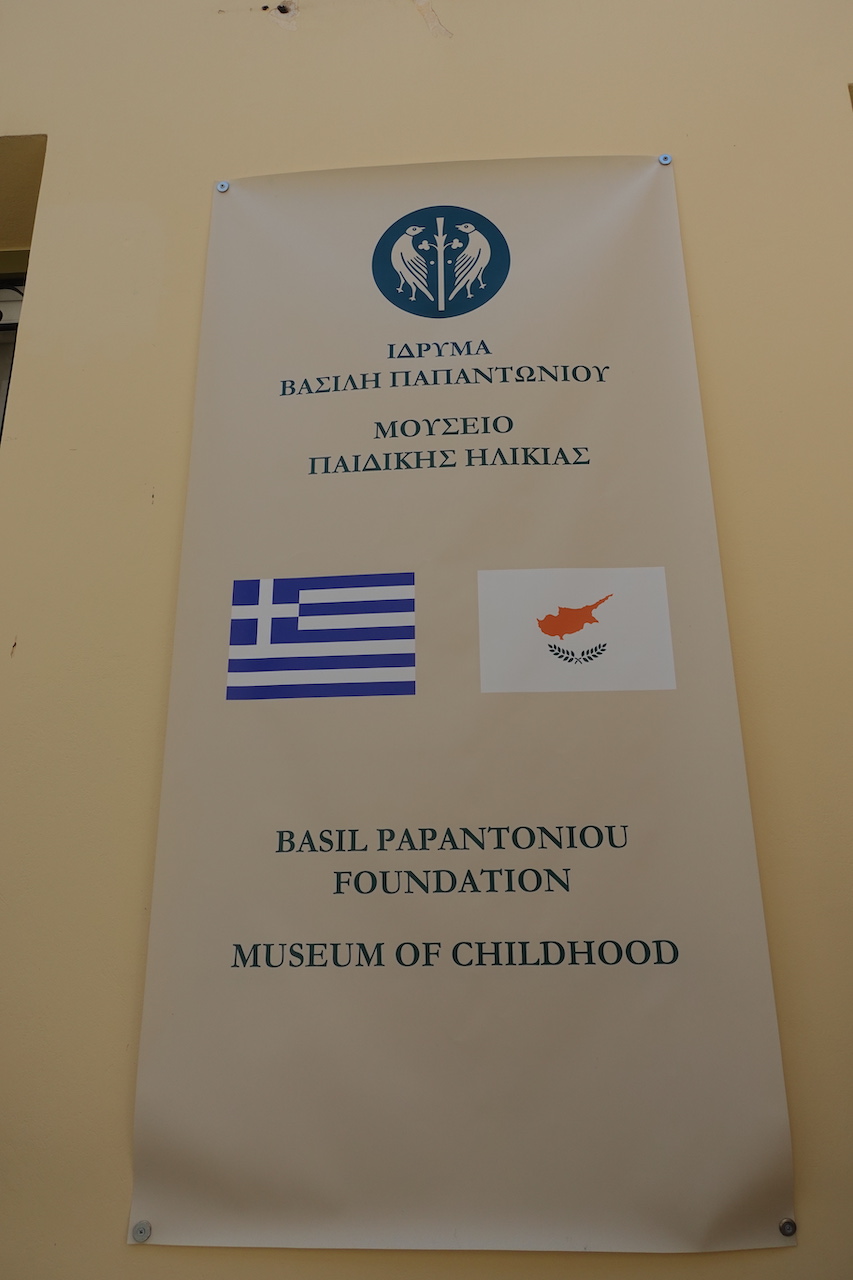 ΙΔΡΥΜΑ
ΒΑΣΙΛΗ ΠΑΠΑΝΤΩΝΙΟΥ
ΜΟΥΣΕΙΟ
ΠΑΙΔΙΚΗΣ ΗΛΙΚΙΑΣ
BASIL PAPANTONIOU
FOUNDATION
MUSEUM OF CHILDHOOD